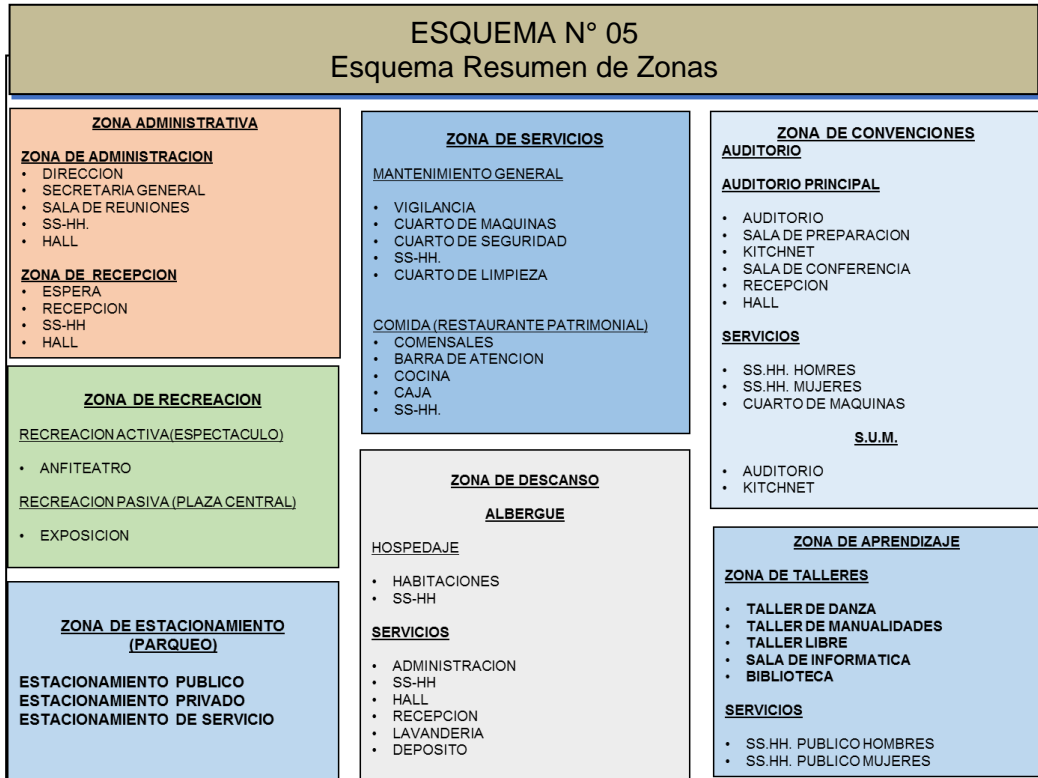 ESQUEMA N° 05
Esquema Resumen de Zonas
ZONA ADMINISTRATIVA
ZONA DE ADMINISTRACION
• DIRECCION
• SECRETARIA GENERAL
• SALA DE REUNIONES
• SS-HH.
• HALL
ZONA DE RECEPCION
• ESPERA
• RECEPCION
• SS-HH
• HALL
ZONA DE RECREACION
RECREACION ACTIVA(ESPECTACULO)
• ANFITEATRO
RECREACION PASIVA (PLAZA CENTRAL)
• EXPOSICION
ZONA DE ESTACIONAMIENTO
(PARQUEO)
ESTACIONAMIENTO PUBLICO
ESTACIONAMIENTO PRIVADO
ESTACIONAMIENTO DE SERVICIO
ZONA DE SERVICIOS
MANTENIMIENTO GENERAL
• VIGILANCIA
• CUARTO DE MAQUINAS
• CUARTO DE SEGURIDAD
• SS-HH.
• CUARTO DE LIMPIEZA
COMIDA (RESTAURANTE PATRIMONIAL)
• COMENSALES
• BARRA DE ATENCION
• COCINA
• CAJA
• SS-HH.
ZONA DE DESCANSO
ALBERGUE
HOSPEDAJE
• HABITACIONES
• SS-HH
SERVICIOS
• ADMINISTRACION
• SS-HH
• HALL
• RECEPCION
• LAVANDERIA
• DEPOSITO
ZONA DE CONVENCIONES
AUDITORIO
AUDITORIO PRINCIPAL
• AUDITORIO
• SALA DE PREPARACION
• KITCHNET
• SALA DE CONFERENCIA
• RECEPCION
• HALL
SERVICIOS
• SS.HH. HOMRES
• SS.HH. MUJERES
• CUARTO DE MAQUINAS
S.U.M.
• AUDITORIO
• KITCHNET
ZONA DE APRENDIZAJE
ZONA DE TALLERES
• TALLER DE DANZA
• TALLER DE MANUALIDADES
• TALLER LIBRE
• SALA DE INFORMATICA
• BIBLIOTECA
SERVICIOS
• SS.HH. PUBLICO HOMBRES
• SS.HH. PUBLICO MUJERES